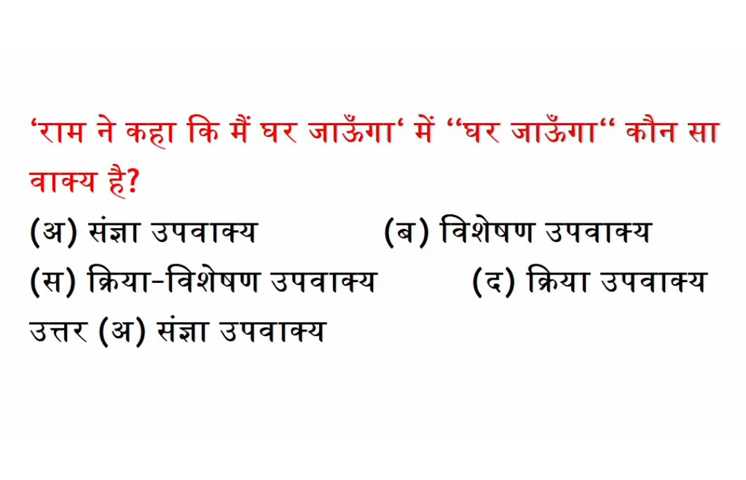 ‘राम ने कहा कि मैं घर जाऊँगा‘ में ‘‘घर जाऊँगा‘‘ कौन सा
वाक्य है?
(अ) संज्ञा उपवाक्य (ब) विशेषण उपवाक्य
(स) क्रिया-विशेषण उपवाक्य (द) क्रिया उपवाक्य
उत्तर (अ) संज्ञा उपवाक्य